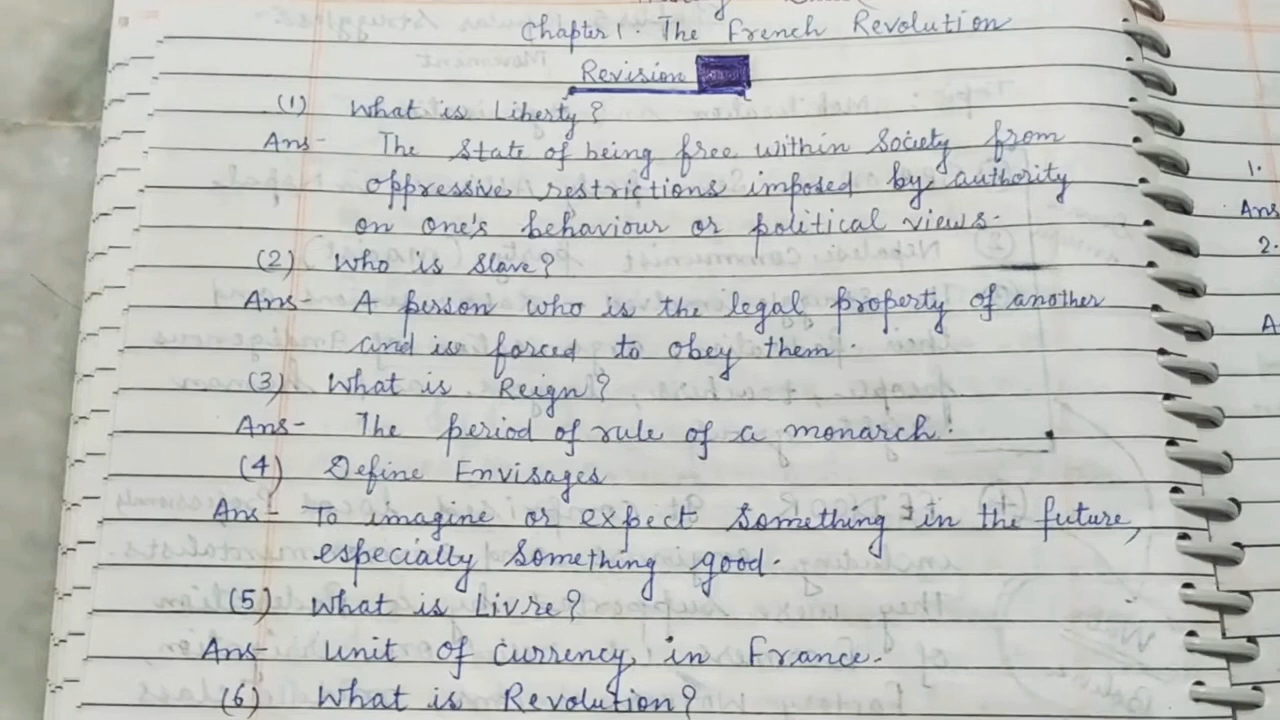 Chapter 1. The French Revolution
Revision
(1) What is Liberty?
Ans- The State of being free within Society from
oppressive restrictions imposed by authority
on one's behaviour or political views.
(2) Who is Slave?
Ans- A person who is the legal property of another
and is forced to obey them.
(3) What is Reign?
Ans- The period of rule of a monarch.
(4) Define Envisages
Ans- To imagine or expect Something in the future,
especially Something good.
(5) What is Livre?
Ans- Unit of currency in France.
(6) What is Revolution?
1.
Ans
2.
A